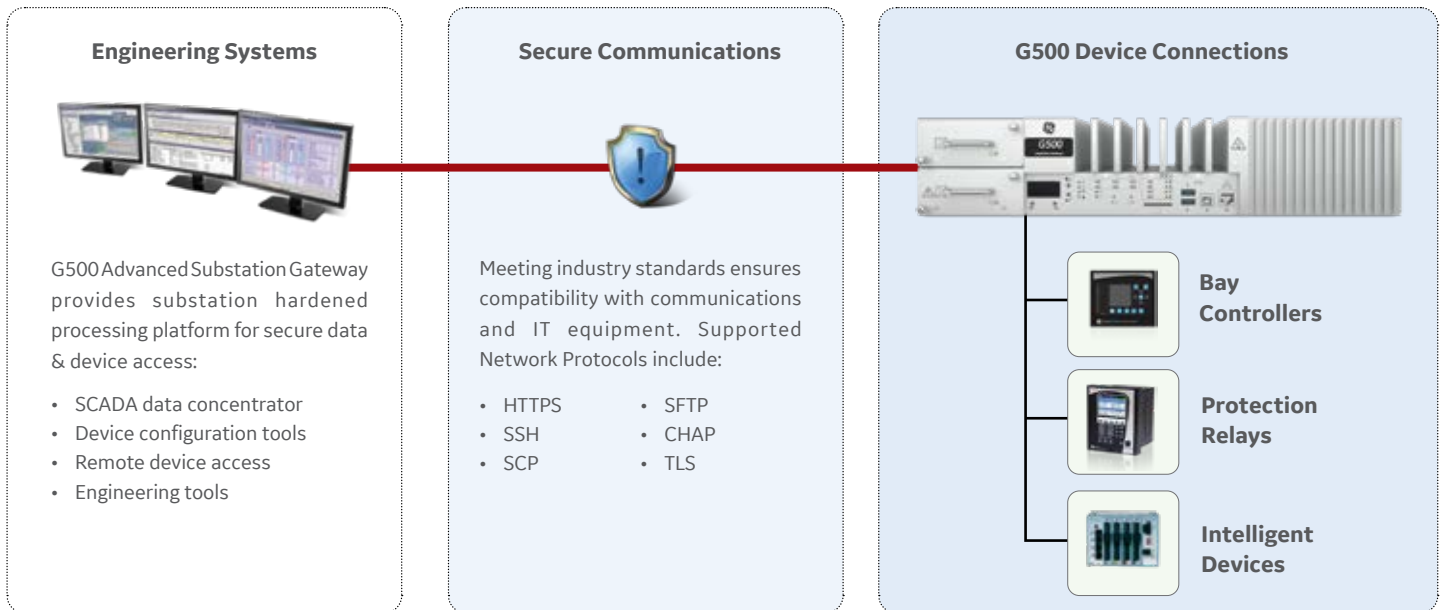 Engineering Systems
G500 Advanced Substation Gateway
provides substation hardened
processing platform for secure data
& device access:
• SCADA data concentrator
• Device configuration tools
• Remote device access
• Engineering tools
Secure Communications
Meeting industry standards ensures
compatibility with communications
and IT equipment. Supported
Network Protocols include:
• HTTPS
• SSH
• SCP
• SFTP
• CHAP
• TLS
G500 Device Connections
G500
Bay
Controllers
Protection
Relays
Intelligent
Devices